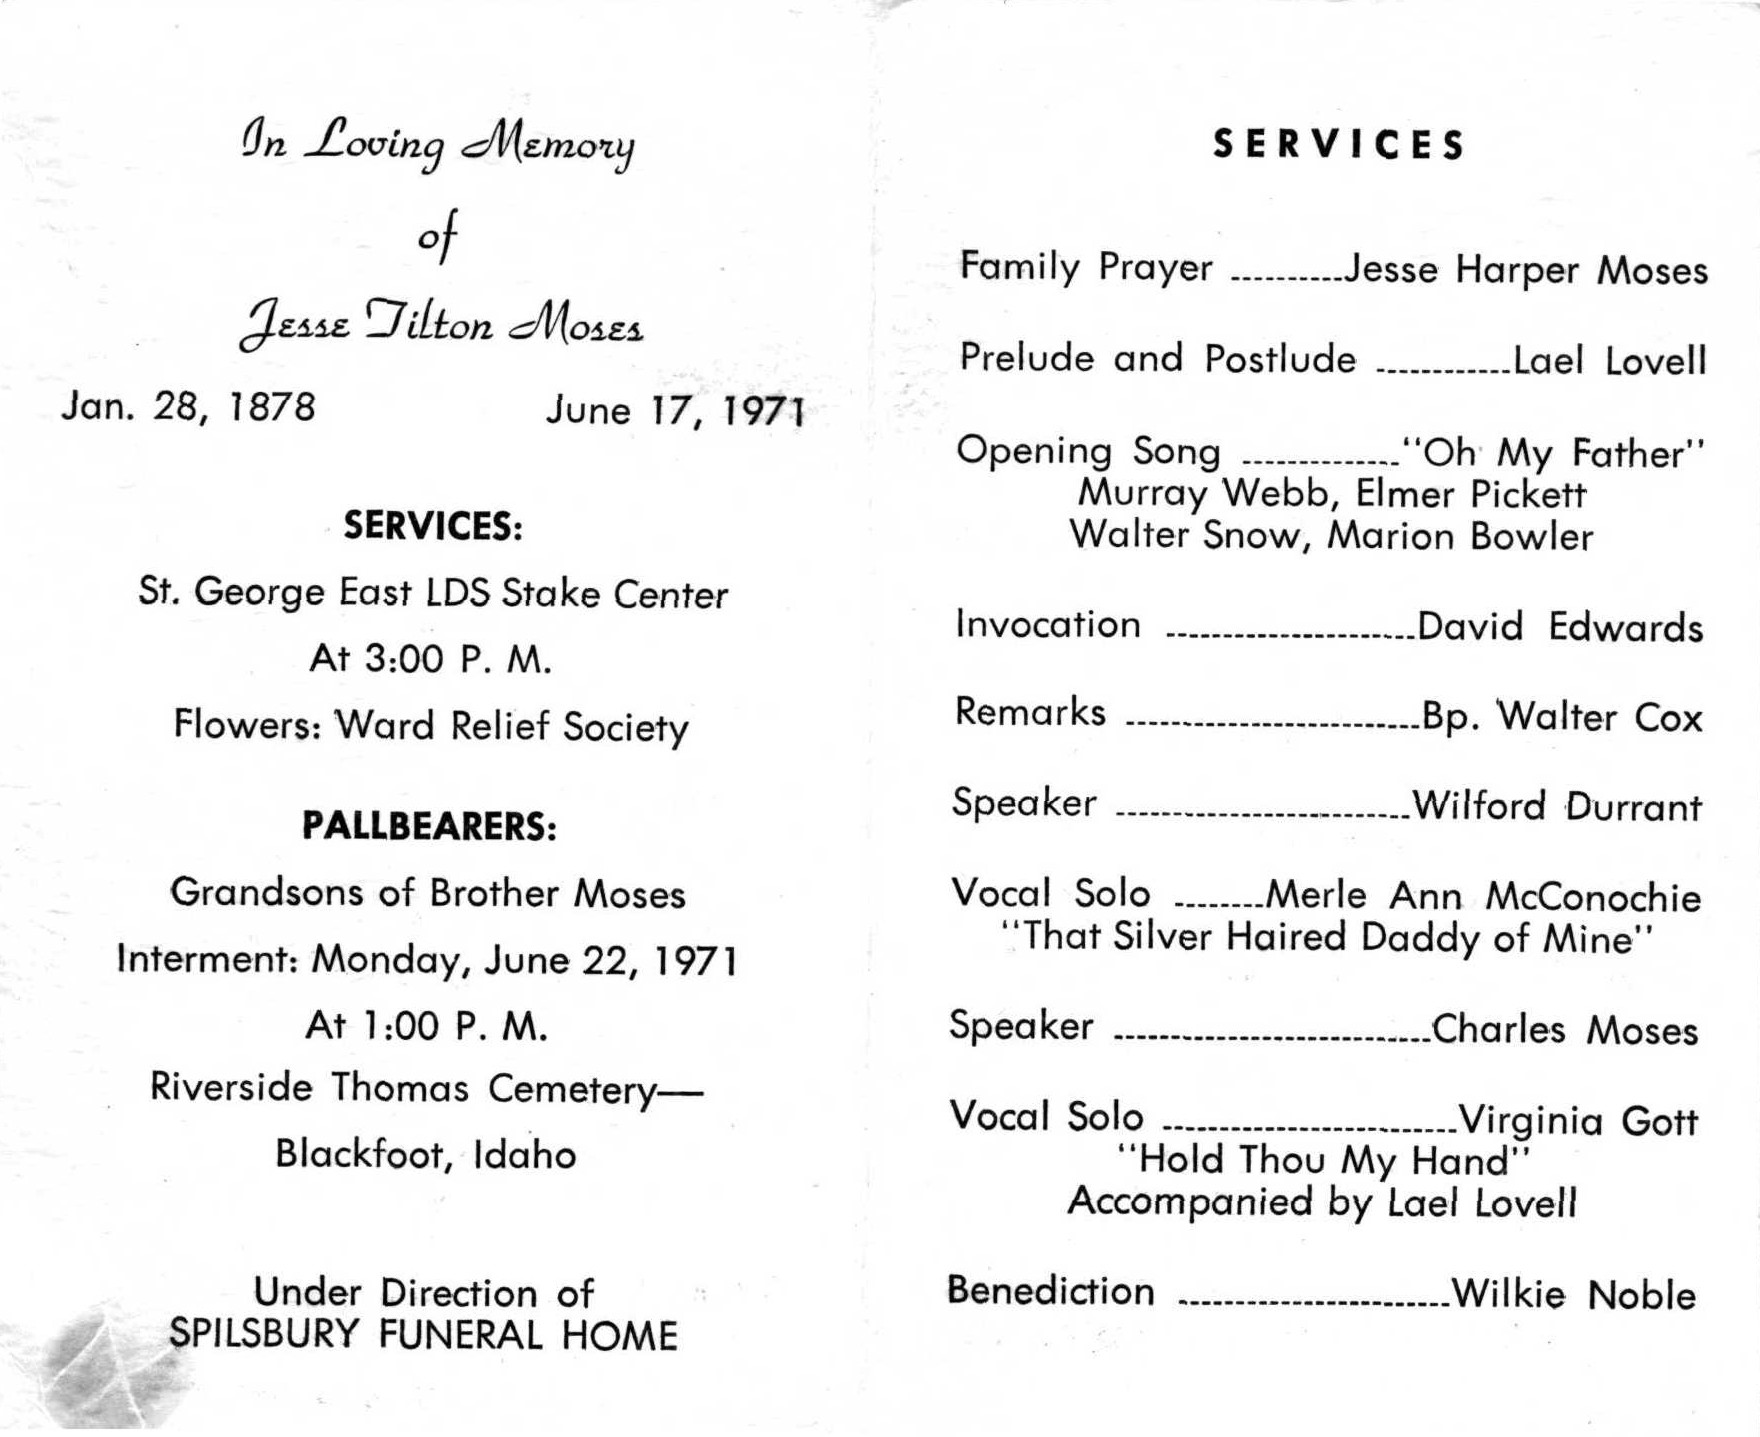 In Loving Memory
of
Jesse Tilton Moses
Jan. 28, 1878 June 17, 1971
SERVICES:
St. George East LDS Stake Center
At 3:00 P. M.
Flowers: Ward Relief Society
PALLBEARERS:
Grandsons of Brother Moses
Interment: Monday, June 22, 1971
At 1:00 P. M.
Riverside Thomas Cemetery—
Blackfoot, Idaho
Under Direction of
SPILSBURY FUNERAL HOME
SERVICES
Family Prayer ..........Jesse Harper Moses
Prelude and Postlude ............Lael Lovell
Opening Song ..............."Oh My Father"
Murray Webb, Elmer Pickett
Walter Snow, Marion Bowler
Invocation ......................David Edwards
Remarks ..........................Bp. Walter Cox
Speaker ..........................Wilford Durrant
Vocal Solo ........Merle Ann McConochie
"That Silver Haired Daddy of Mine"
Speaker ............................Charles Moses
Vocal Solo ..........................Virginia Gott
"Hold Thou My Hand"
Accompanied by Lael Lovell
Benediction ........................Wilkie Noble